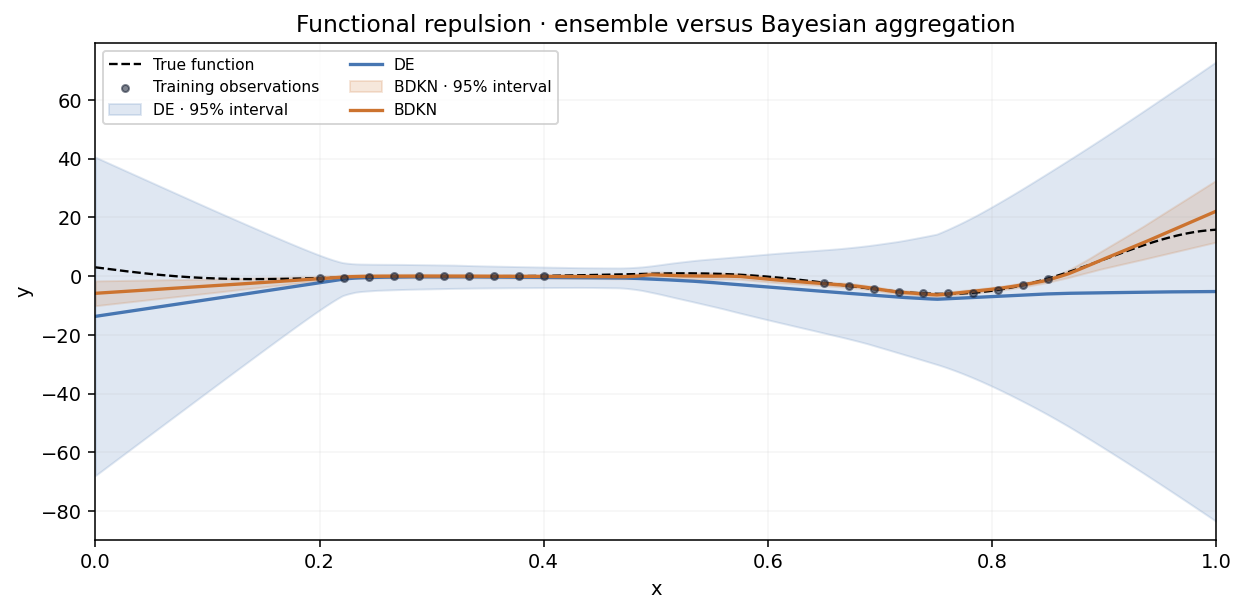 Functional repulsion · ensemble versus Bayesian aggregation
True function
Training observations
DE · 95% interval
DE
BDKN · 95% interval
BDKN
60
40
20
0
−20
−40
−60
−80
y
0.0 0.2 0.4 0.6 0.8 1.0
x